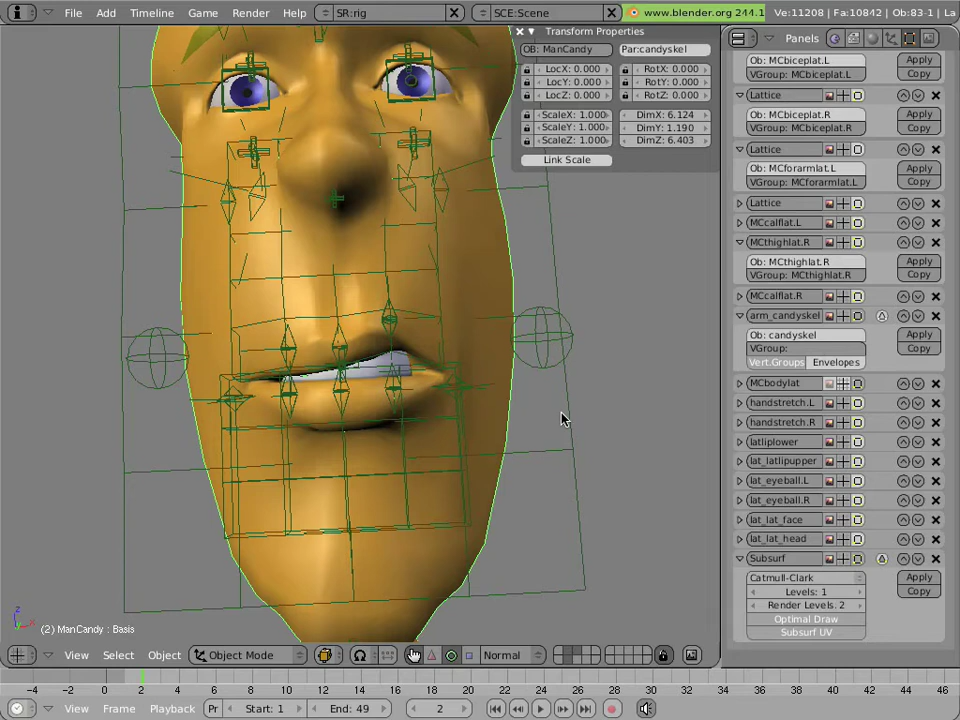 File Add Timeline Game Render Help SR:rig SCE:Scene www.blender.org 244.1 Ve:11208 | Fa:10842 | Ob:83-1 | La
Transform Properties
OB: ManCandy Par:candyskel
LocX: 0.000 RotX: 0.000
LocY: 0.000 RotY: 0.000
LocZ: 0.000 RotZ: 0.000
ScaleX: 1.000 DimX: 6.124
ScaleY: 1.000 DimY: 1.190
ScaleZ: 1.000 DimZ: 6.403
Link Scale
Panels
Ob: MCbiceplat.L Apply
VGroup: MCbiceplat.L Copy
Lattice
Ob: MCbiceplat.R Apply
VGroup: MCbiceplat.R Copy
Lattice
Ob: MCforarmlat.L Apply
VGroup: MCforarmlat.L Copy
Lattice
MCcalflat.L
MCthighlat.R
Ob: MCthighlat.R Apply
VGroup: MCthighlat.R Copy
MCcalflat.R
arm_candyskel
Ob: candyskel Apply
VGroup: Copy
Vert.Groups Envelopes
MCbodylat
handstretch.L
handstretch.R
latliplower
lat_latlipupper
lat_eyeball.L
lat_eyeball.R
lat_lat_face
lat_lat_head
Subsurf
Catmull-Clark Apply
Levels: 1 Copy
Render Levels: 2
Optimal Draw
Subsurf UV
z
(2) ManCandy : Basis
View Select Object Object Mode Normal
-4 -2 0 2 4 6 8 10 12 14 16 18 20 22 24 26 28 30 32 34 36 38 40 42 44 46
View Frame Playback Pr Start: 1 End: 49 2